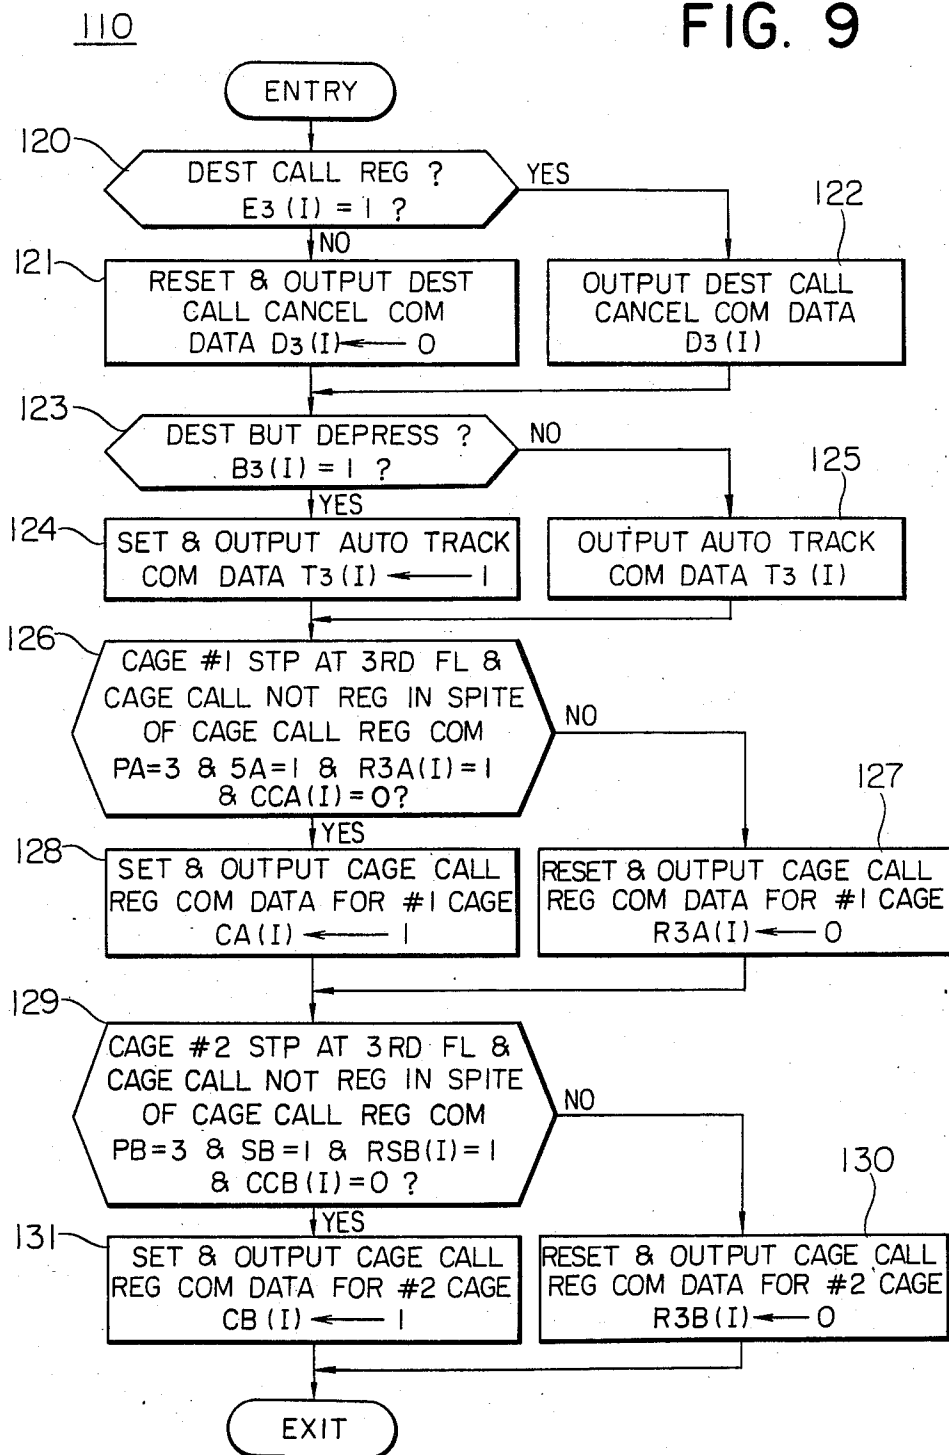 110
FIG. 9
ENTRY
120
DEST CALL REG ?
E3(I) = 1 ?
YES
NO
122
121
RESET & OUTPUT DEST
CALL CANCEL COM
DATA D3(I) ← 0
OUTPUT DEST CALL
CANCEL COM DATA
D3(I)
123
DEST BUT DEPRESS ?
B3(I) = 1 ?
NO
YES
125
124
SET & OUTPUT AUTO TRACK
COM DATA T3(I) ← 1
OUTPUT AUTO TRACK
COM DATA T3(I)
126
CAGE #1 STP AT 3RD FL &
CAGE CALL NOT REG IN SPITE
OF CAGE CALL REG COM
PA=3 & 5A=1 & R3A(I)=1
& CCA(I)=0?
NO
YES
127
128
SET & OUTPUT CAGE CALL
REG COM DATA FOR #1 CAGE
CA(I) ← 1
RESET & OUTPUT CAGE CALL
REG COM DATA FOR #1 CAGE
R3A(I) ← 0
129
CAGE #2 STP AT 3RD FL &
CAGE CALL NOT REG IN SPITE
OF CAGE CALL REG COM
PB=3 & SB=1 & RSB(I)=1
& CCB(I)=0 ?
NO
YES
130
131
SET & OUTPUT CAGE CALL
REG COM DATA FOR #2 CAGE
CB(I) ← 1
RESET & OUTPUT CAGE CALL
REG COM DATA FOR #2 CAGE
R3B(I) ← 0
EXIT